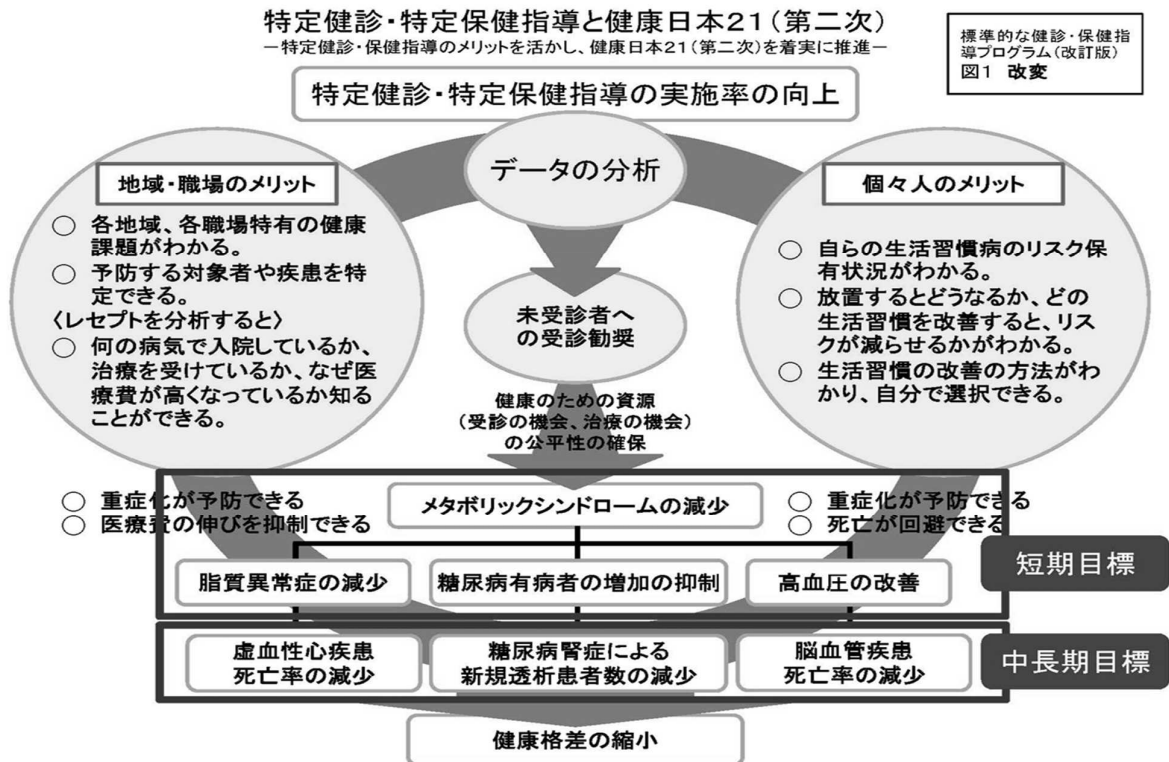 特定健診・特定保健指導と健康日本21(第二次)
－特定健診・保健指導のメリットを活かし、健康日本21(第二次)を着実に推進－
標準的な健診・保健指
導プログラム(改訂版)
図1 改変
特定健診・特定保健指導の実施率の向上
データの分析
地域・職場のメリット
○ 各地域、各職場特有の健康
課題がわかる。
○ 予防する対象者や疾患を特
定できる。
〈レセプトを分析すると〉
○ 何の病気で入院しているか、
治療を受けているか、なぜ医
療費が高くなっているか知る
ことができる。
個々人のメリット
○ 自らの生活習慣病のリスク保
有状況がわかる。
○ 放置するとどうなるか、どの
生活習慣を改善すると、リス
クが減らせるかがわかる。
○ 生活習慣の改善の方法がわ
かり、自分で選択できる。
未受診者へ
の受診勧奨
健康のための資源
(受診の機会、治療の機会)
の公平性の確保
○ 重症化が予防できる
○ 医療費の伸びを抑制できる
メタボリックシンドロームの減少
○ 重症化が予防できる
○ 死亡が回避できる
脂質異常症の減少
糖尿病有病者の増加の抑制
高血圧の改善
短期目標
虚血性心疾患
死亡率の減少
糖尿病腎症による
新規透析患者数の減少
脳血管疾患
死亡率の減少
中長期目標
健康格差の縮小